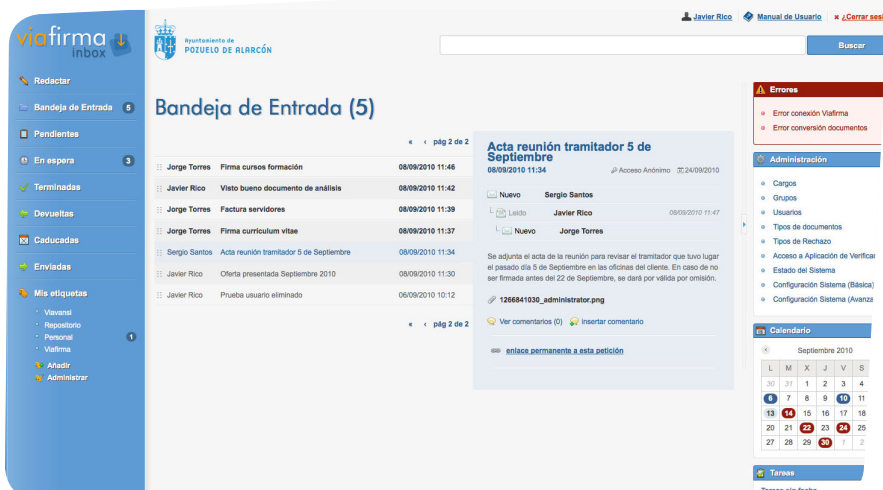 viafirma
inbox
Ayuntamiento de
POZUELO DE ALARCÓN
Javier Rico
Manual de Usuario
¿Cerrar sesi
Buscar
Redactar
Bandeja de Entrada 5
Pendientes
En espera 3
Terminadas
Devueltas
Caducadas
Enviadas
Mis etiquetas
Viavansi
Repositorio
Personal 1
Viafirma
Añadir
Administrar
Bandeja de Entrada (5)
« ‹ pág 2 de 2
Jorge Torres Firma cursos formación 08/09/2010 11:46
Javier Rico Visto bueno documento de análisis 08/09/2010 11:42
Jorge Torres Factura servidores 08/09/2010 11:39
Jorge Torres Firma curriculum vitae 08/09/2010 11:37
Sergio Santos Acta reunión tramitador 5 de Septiembre 08/09/2010 11:34
Javier Rico Oferta presentada Septiembre 2010 08/09/2010 11:30
Javier Rico Prueba usuario eliminado 06/09/2010 10:12
« ‹ pág 2 de 2
Acta reunión tramitador 5 de
Septiembre
08/09/2010 11:34 Acceso Anónimo 24/09/2010
Nuevo Sergio Santos
Leido Javier Rico 08/09/2010 11:47
Nuevo Jorge Torres
Se adjunta el acta de la reunión para revisar el tramitador que tuvo lugar
el pasado día 5 de Septiembre en las oficinas del cliente. En caso de no
ser firmada antes del 22 de Septiembre, se dará por válida por omisión.
1266841030_administrator.png
Ver comentarios (0) insertar comentario
enlace permanente a esta petición
Errores
Error conexión Viafirma
Error conversión documentos
Administración
Cargos
Grupos
Usuarios
Tipos de documentos
Tipos de Rechazo
Acceso a Aplicación de Verificac
Estado del Sistema
Configuración Sistema (Básica)
Configuración Sistema (Avanza
Calendario
Septiembre 2010
L M X J V S
30 31 1 2 3 4
6 7 8 9 10 11
13 14 15 16 17 18
20 21 22 23 24 25
27 28 29 30 1 2
Tareas